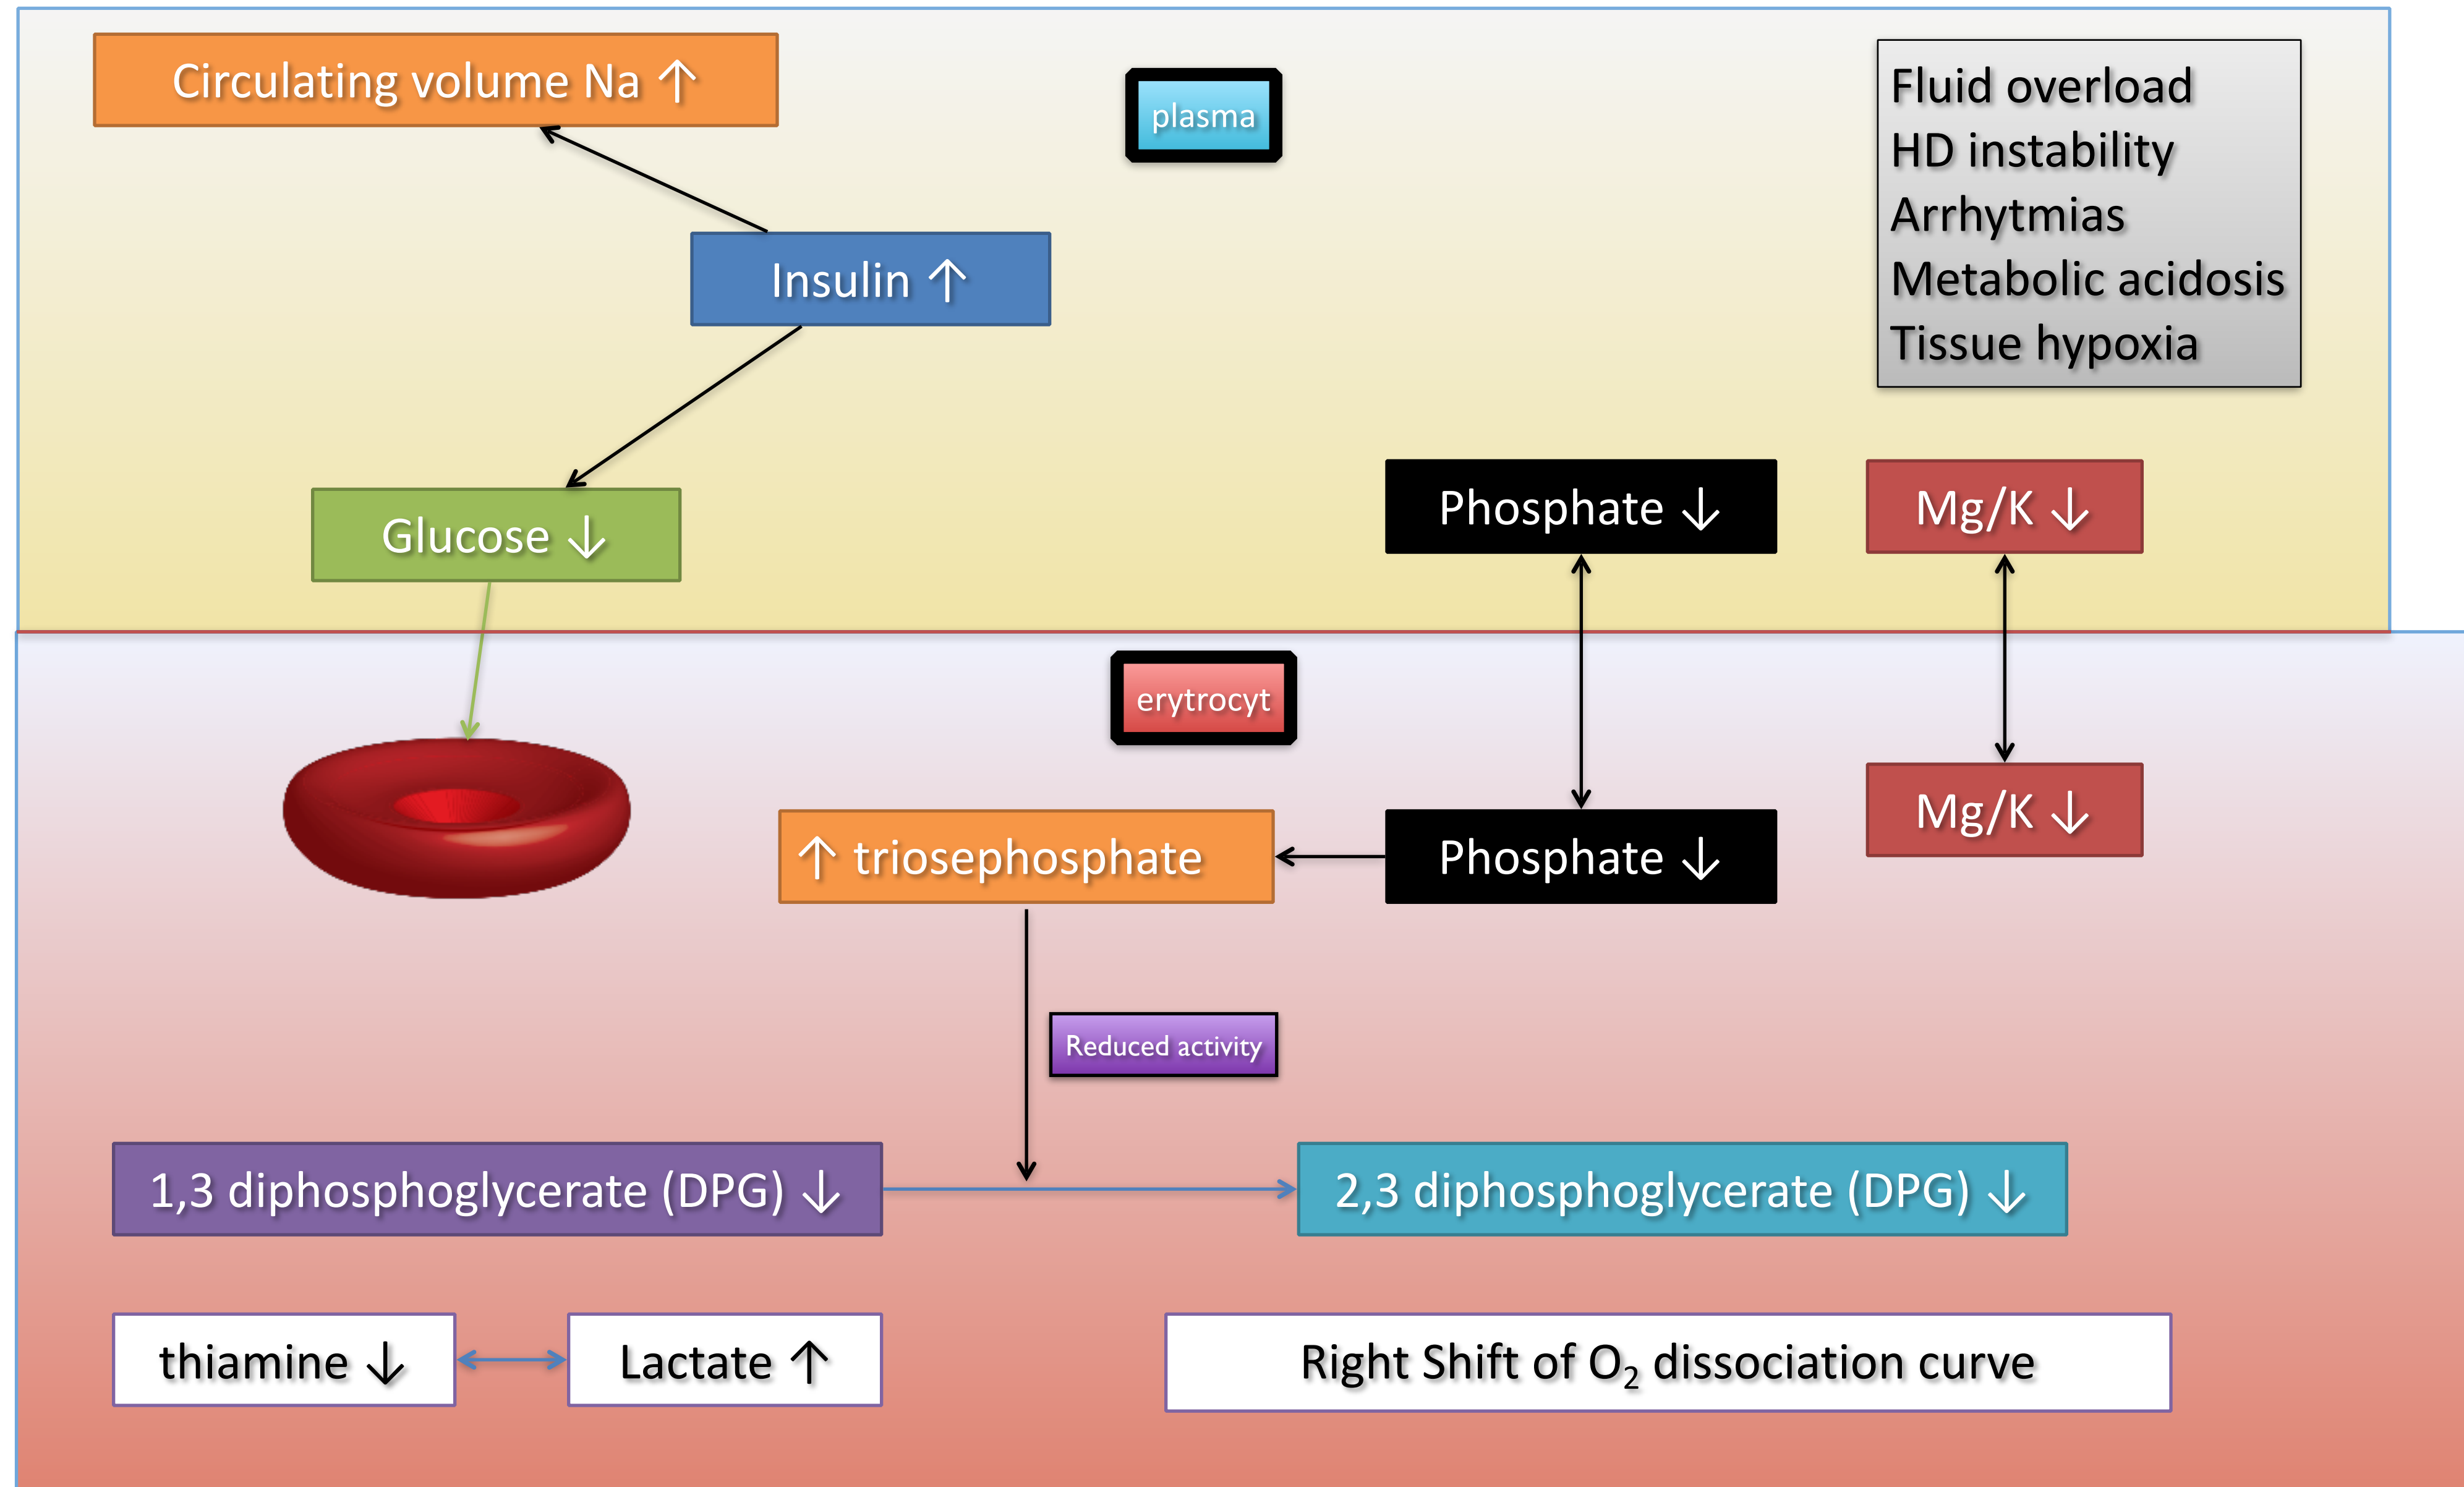 Circulating volume Na ↑
plasma
Fluid overload
HD instability
Arrhytmias
Metabolic acidosis
Tissue hypoxia
Insulin ↑
Glucose ↓
Phosphate ↓
Mg/K ↓
erytrocyt
↑ triosephosphate
Phosphate ↓
Mg/K ↓
Reduced activity
1,3 diphosphoglycerate (DPG) ↓
2,3 diphosphoglycerate (DPG) ↓
thiamine ↓
Lactate ↑
Right Shift of O₂ dissociation curve